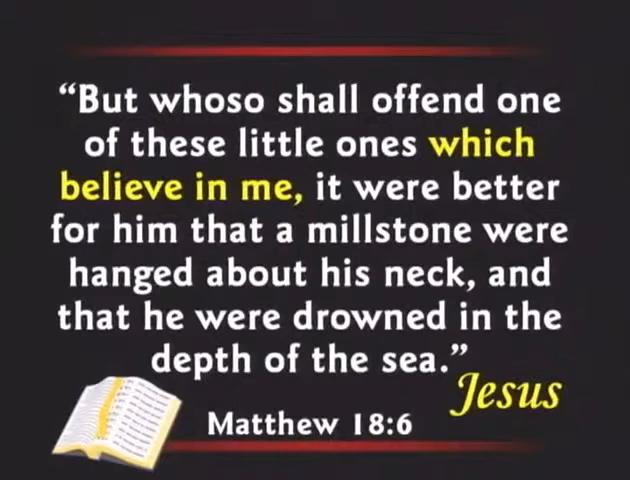 “But whoso shall offend one
of these little ones which
believe in me, it were better
for him that a millstone were
hanged about his neck, and
that he were drowned in the
depth of the sea.”
Jesus
Matthew 18:6